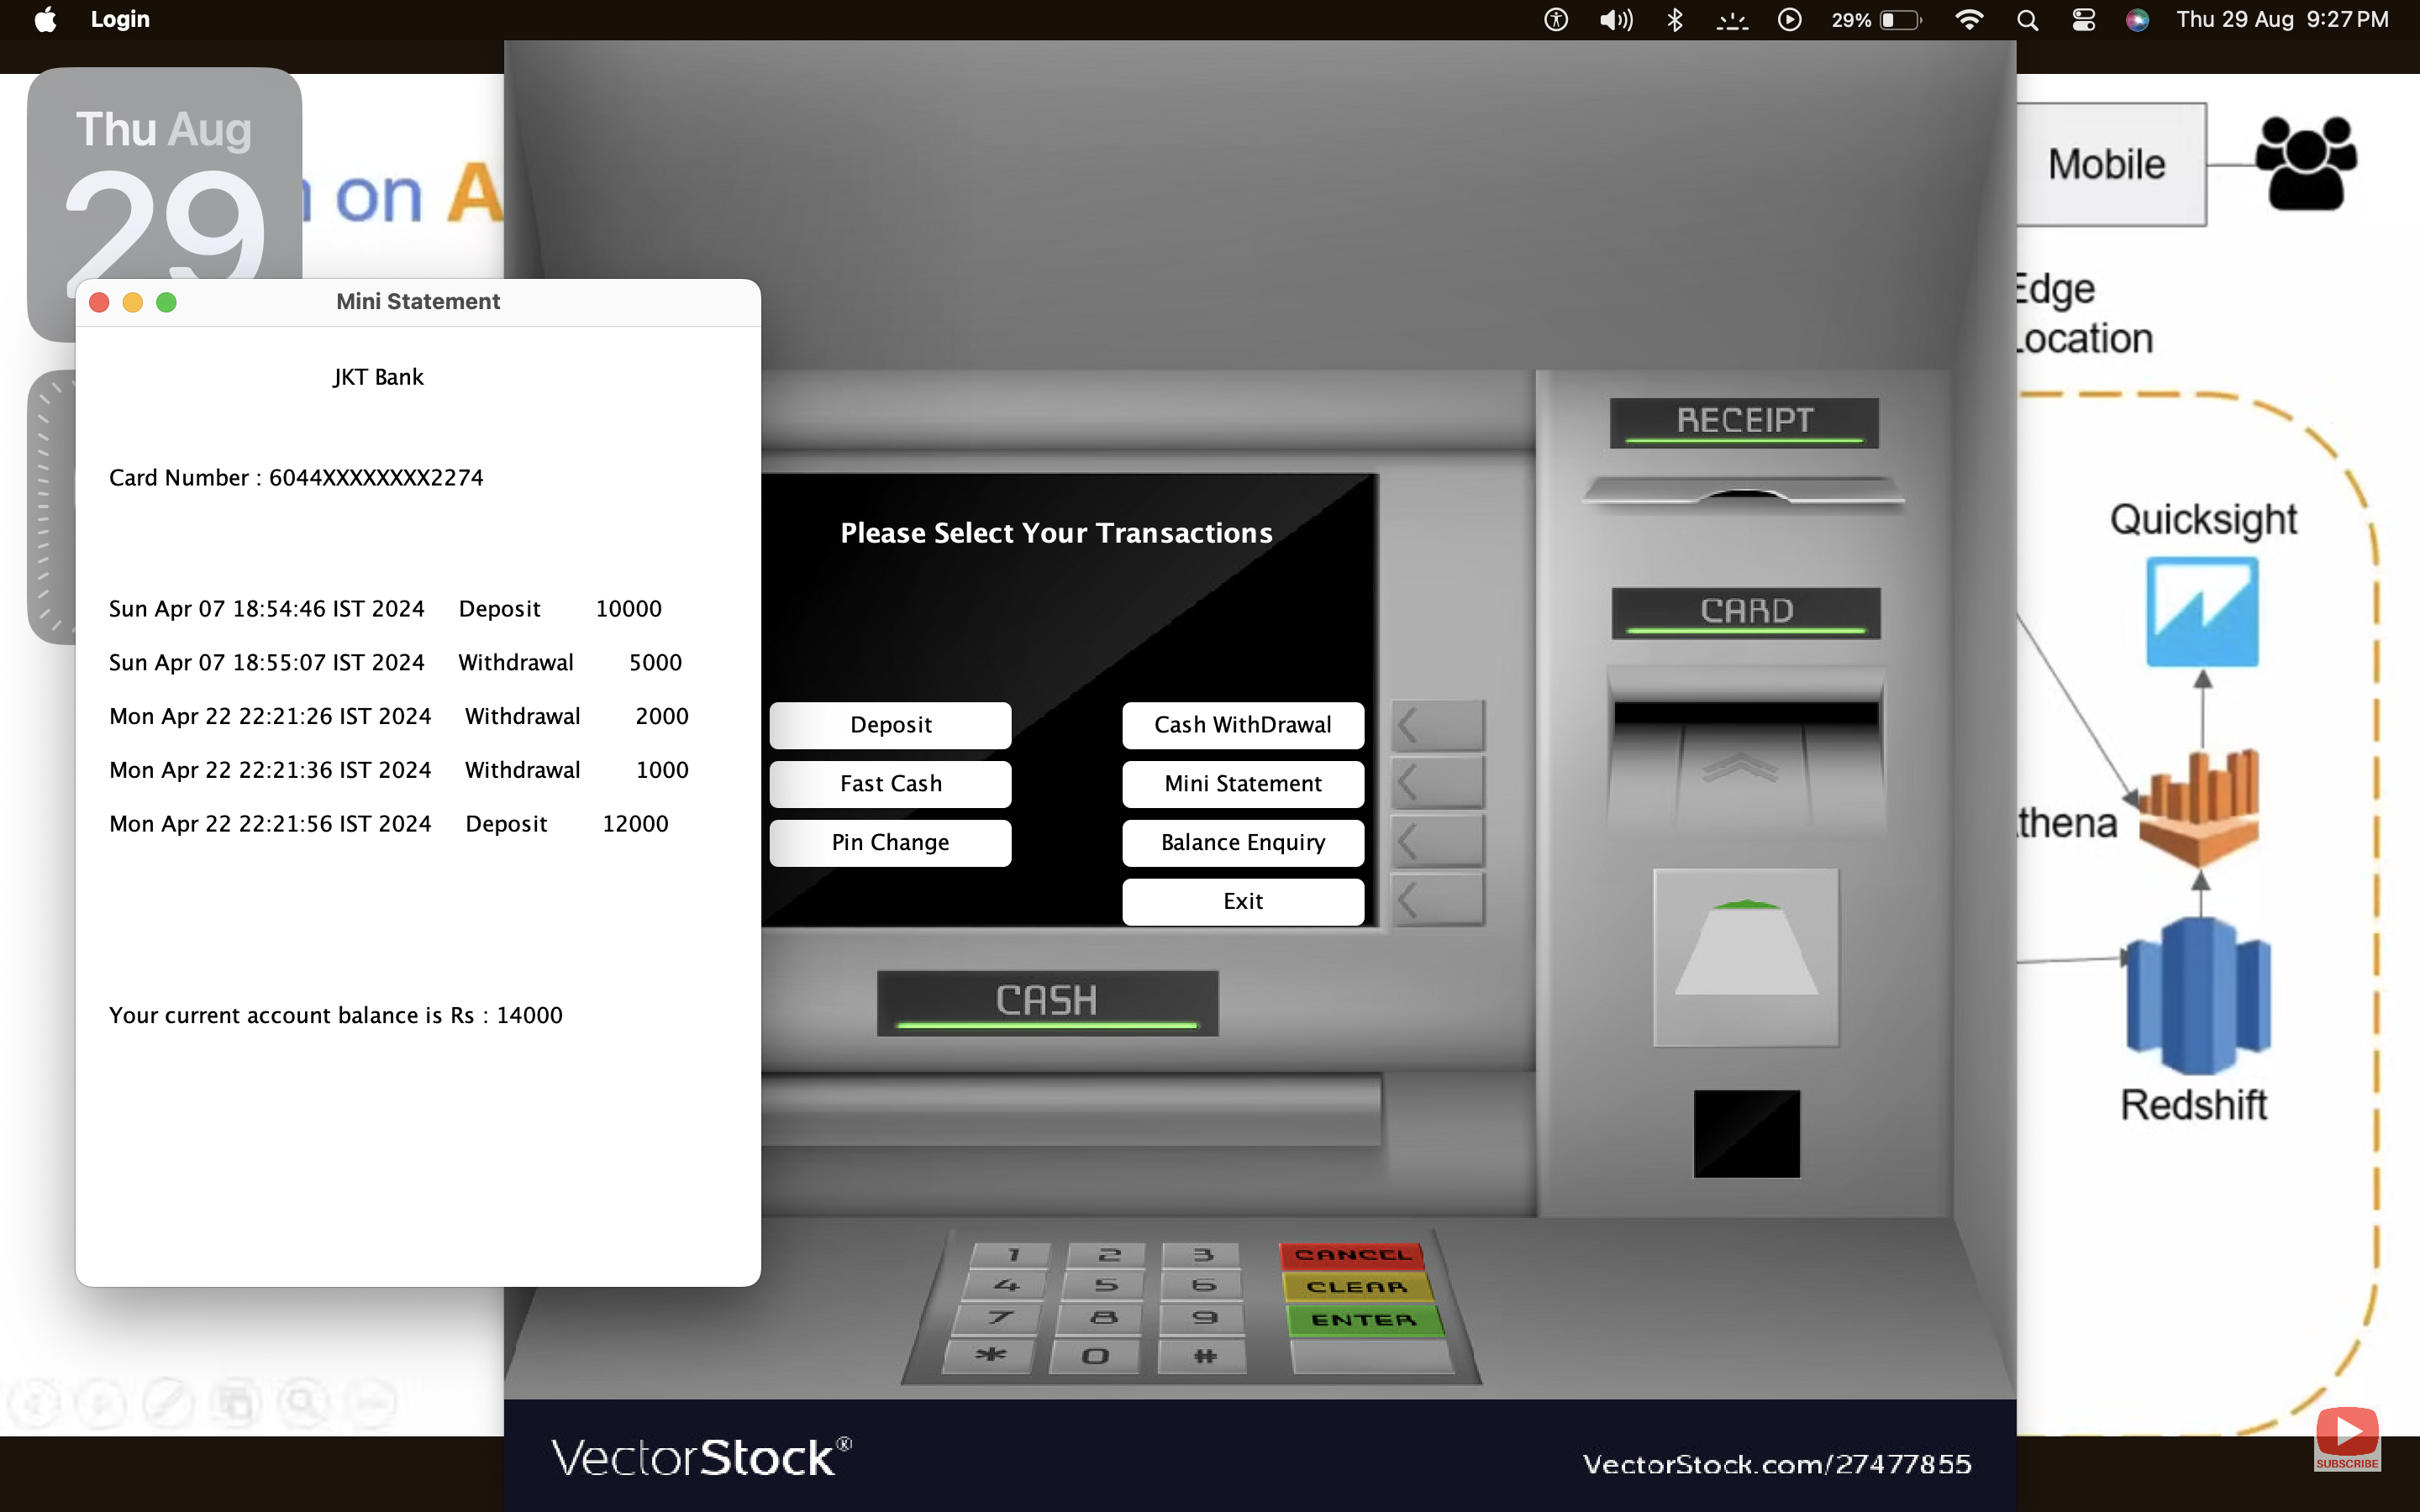 Login
29%
Thu 29 Aug 9:27 PM
Thu Aug
29
on A
Mobile
Edge
Location
Mini Statement
JKT Bank
Card Number : 6044XXXXXXXX2274
Sun Apr 07 18:54:46 IST 2024 Deposit 10000
Sun Apr 07 18:55:07 IST 2024 Withdrawal 5000
Mon Apr 22 22:21:26 IST 2024 Withdrawal 2000
Mon Apr 22 22:21:36 IST 2024 Withdrawal 1000
Mon Apr 22 22:21:56 IST 2024 Deposit 12000
Your current account balance is Rs : 14000
Please Select Your Transactions
Deposit Cash WithDrawal
Fast Cash Mini Statement
Pin Change Balance Enquiry
Exit
CASH
RECEIPT
CARD
Quicksight
thena
Redshift
1 2 3 CANCEL
4 5 6 CLEAR
7 8 9 ENTER
* 0 #
VectorStock®
VectorStock.com/27477855
SUBSCRIBE